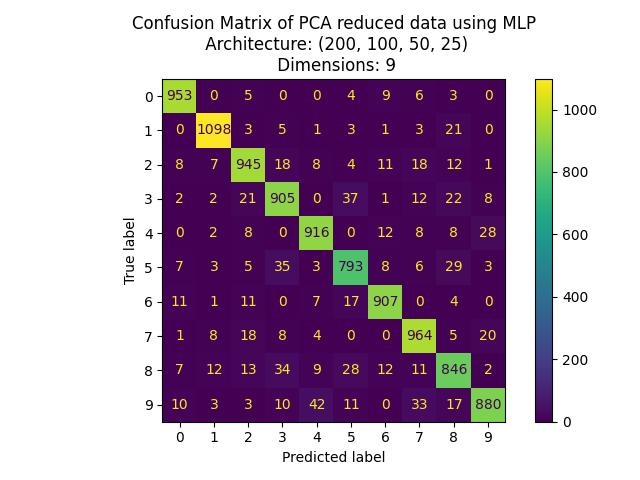 Confusion Matrix of PCA reduced data using MLP
Architecture: (200, 100, 50, 25)
Dimensions: 9
0 953 0 5 0 0 4 9 6 3 0
1 0 1098 3 5 1 3 1 3 21 0
2 8 7 945 18 8 4 11 18 12 1
3 2 2 21 905 0 37 1 12 22 8
4 0 2 8 0 916 0 12 8 8 28
5 7 3 5 35 3 793 8 6 29 3
6 11 1 11 0 7 17 907 0 4 0
7 1 8 18 8 4 0 0 964 5 20
8 7 12 13 34 9 28 12 11 846 2
9 10 3 3 10 42 11 0 33 17 880
0 1 2 3 4 5 6 7 8 9
Predicted label
True label
1000
800
600
400
200
0